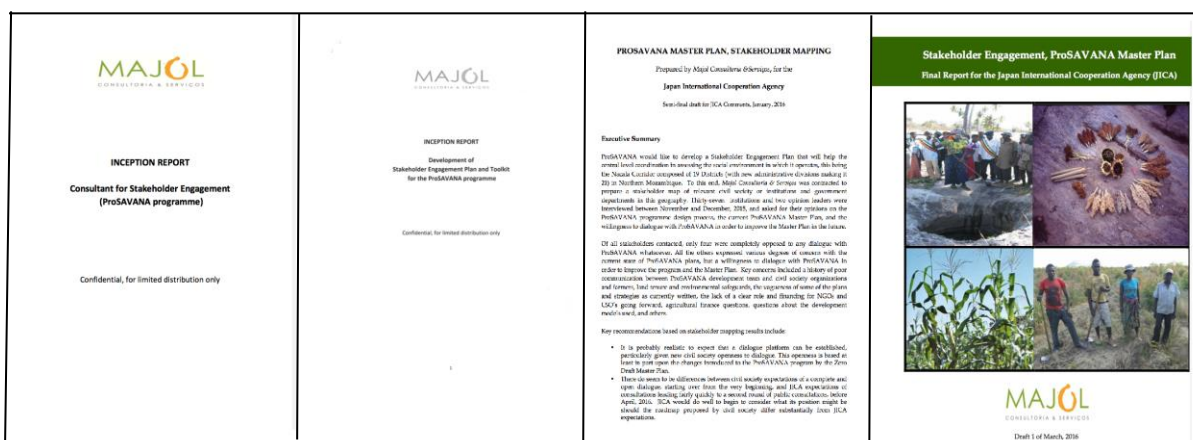 MAJOL
CONSULTORIA & SERVIÇOS
INCEPTION REPORT
Consultant for Stakeholder Engagement
(ProSAVANA programme)
Confidential, for limited distribution only
MAJOL
CONSULTORIA & SERVIÇOS
INCEPTION REPORT
Development of
Stakeholder Engagement Plan and Toolkit
for the ProSAVANA programme
Confidential, for limited distribution only
PROSAVANA MASTER PLAN, STAKEHOLDER MAPPING
Prepared by Majol Consultoria & Serviços, for the
Japan International Cooperation Agency
Semi-final draft for JICA Comments, January, 2016
Executive Summary
ProSAVANA would like to develop a Stakeholder Engagement Plan that will help the
central level coordination in assessing the social environment in which it operates, this being
the Nacala Corridor composed of 19 Districts (with new administrative divisions making it
20) in Northern Mozambique. To this end, Majol Consultoria & Serviços was contracted to
prepare a stakeholder map of relevant civil society or institutions and government
departments in this geography. Thirty-seven institutions and two opinion leaders were
interviewed between November and December, 2015, and asked for their opinions on the
ProSAVANA programme design process, the current ProSAVANA Master Plan, and the
willingness to dialogue with ProSAVANA in order to improve the Master Plan in the future.
Of all stakeholders contacted, only four were completely opposed to any dialogue with
ProSAVANA whatsoever. All the others expressed various degrees of concern with the
current state of ProSAVANA plans, but a willingness to dialogue with ProSAVANA in
order to improve the program and the Master Plan. Key concerns included a history of poor
communication between ProSAVANA development team and civil society organizations
and farmers, land tenure and environmental safeguards, the vagueness of some of the plans
and strategies as currently written, the lack of a clear role and financing for NGOs and
CSO's going forward, agricultural finance questions, questions about the development
models used, and others.
Key recommendations based on stakeholder mapping results include:
• It is probably realistic to expect that a dialogue platform can be established,
particularly given new civil society openness to dialogue. This openness is based at
least in part upon the changes introduced to the ProSAVANA program by the Zero
Draft Master Plan.
• There do seem to be differences between civil society expectations of a complete and
open dialogue, starting over from the very beginning, and JICA expectations of
consultations leading fairly quickly to a second round of public consultations, before
April, 2016. JICA would do well to begin to consider what its position might be
should the roadmap proposed by civil society differ substantially from JICA
expectations.
Stakeholder Engagement, ProSAVANA Master Plan
Final Report for the Japan International Cooperation Agency (JICA)
MAJOL
CONSULTORIA & SERVIÇOS
Draft 1 of March, 2016